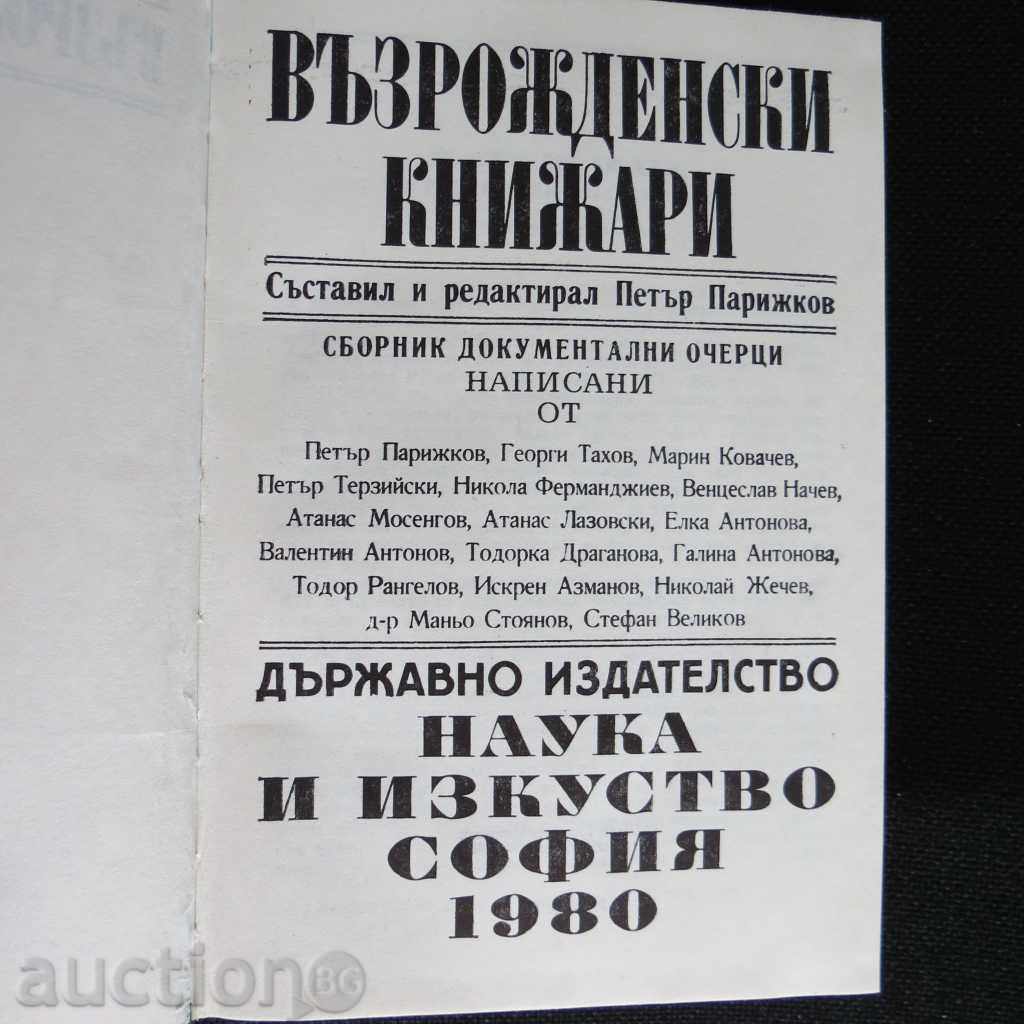 ВЪЗРОЖДЕНСКИ
КНИЖАРИ
Съставил и редактирал Петър Парижков
СБОРНИК ДОКУМЕНТАЛНИ ОЧЕРЦИ
НАПИСАНИ
ОТ
Петър Парижков, Георги Тахов, Марин Ковачев,
Петър Терзийски, Никола Ферманджиев, Венцеслав Начев,
Атанас Мосенгов, Атанас Лазовски, Елка Антонова,
Валентин Антонов, Тодорка Драганова, Галина Антонова,
Тодор Рангелов, Искрен Азманов, Николай Жечев,
д-р Маньо Стоянов, Стефан Великов
ДЪРЖАВНО ИЗДАТЕЛСТВО
НАУКА
И ИЗКУСТВО
СОФИЯ
1980
auction BG